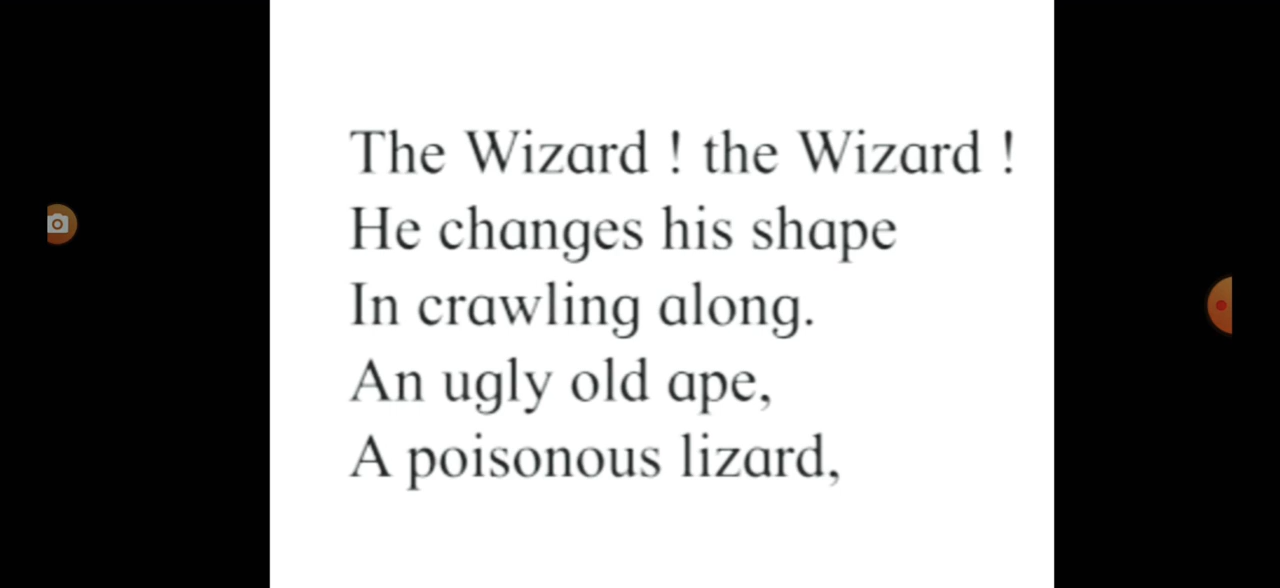 The Wizard ! the Wizard !
He changes his shape
In crawling along.
An ugly old ape,
A poisonous lizard,